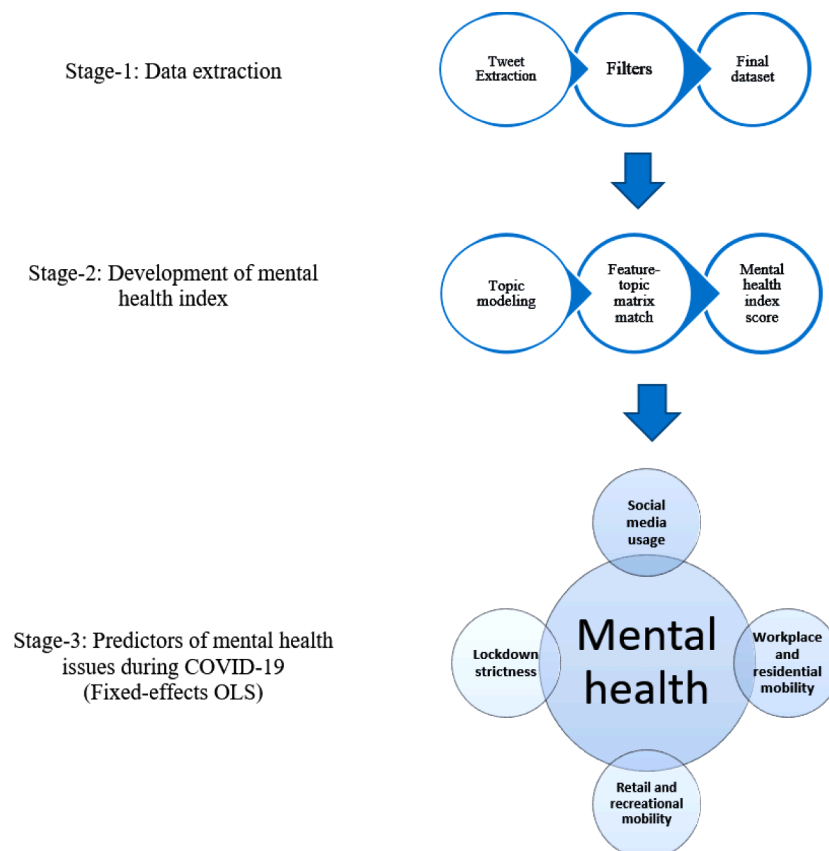 Stage-1: Data extraction
Tweet
Extraction
Filters
Final
dataset
Stage-2: Development of mental
health index
Topic
modeling
Feature-
topic
matrix
match
Mental
health
index
score
Stage-3: Predictors of mental health
issues during COVID-19
(Fixed-effects OLS)
Social
media
usage
Lockdown
strictness
Mental
health
Workplace
and
residential
mobility
Retail and
recreational
mobility